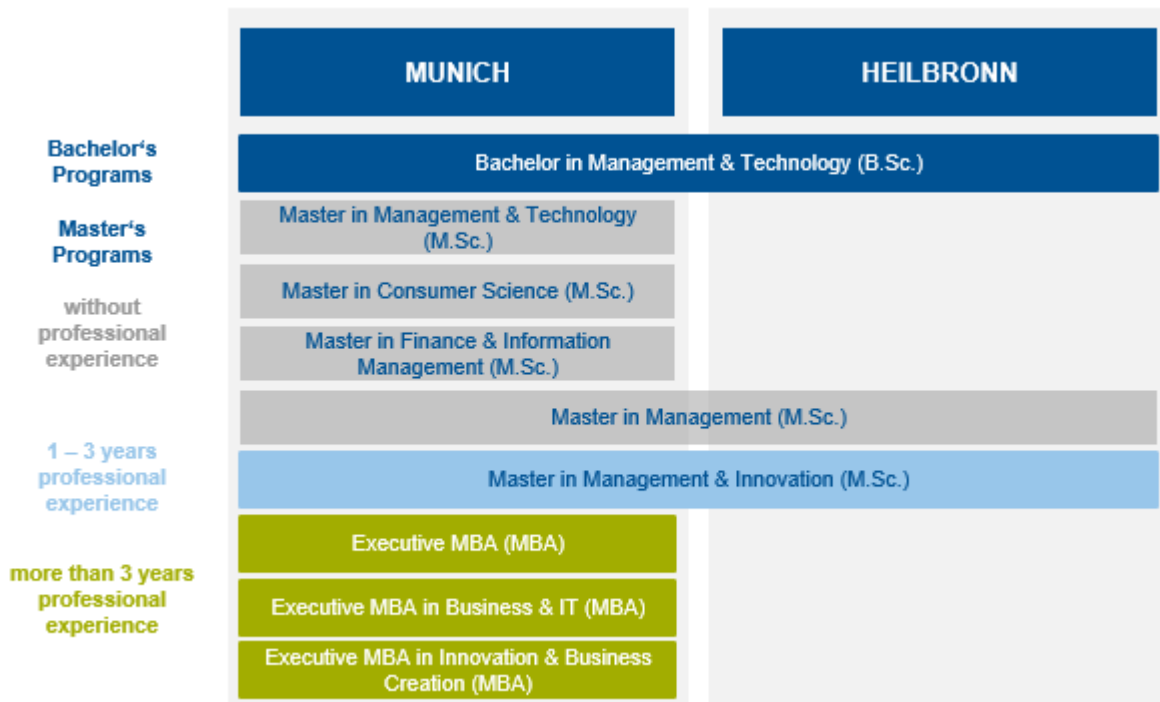 MUNICH
HEILBRONN
Bachelor‘s
Programs
Bachelor in Management & Technology (B.Sc.)
Master‘s
Programs
Master in Management & Technology
(M.Sc.)
without
professional
experience
Master in Consumer Science (M.Sc.)
Master in Finance & Information
Management (M.Sc.)
Master in Management (M.Sc.)
1 – 3 years
professional
experience
Master in Management & Innovation (M.Sc.)
more than 3 years
professional
experience
Executive MBA (MBA)
Executive MBA in Business & IT (MBA)
Executive MBA in Innovation & Business
Creation (MBA)